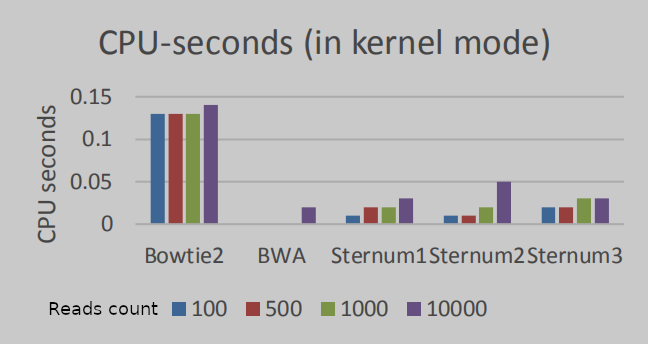 CPU-seconds (in kernel mode)
CPU seconds
0.15
0.1
0.05
0
Bowtie2 BWA Sternum1 Sternum2 Sternum3
Reads count 100 500 1000 10000